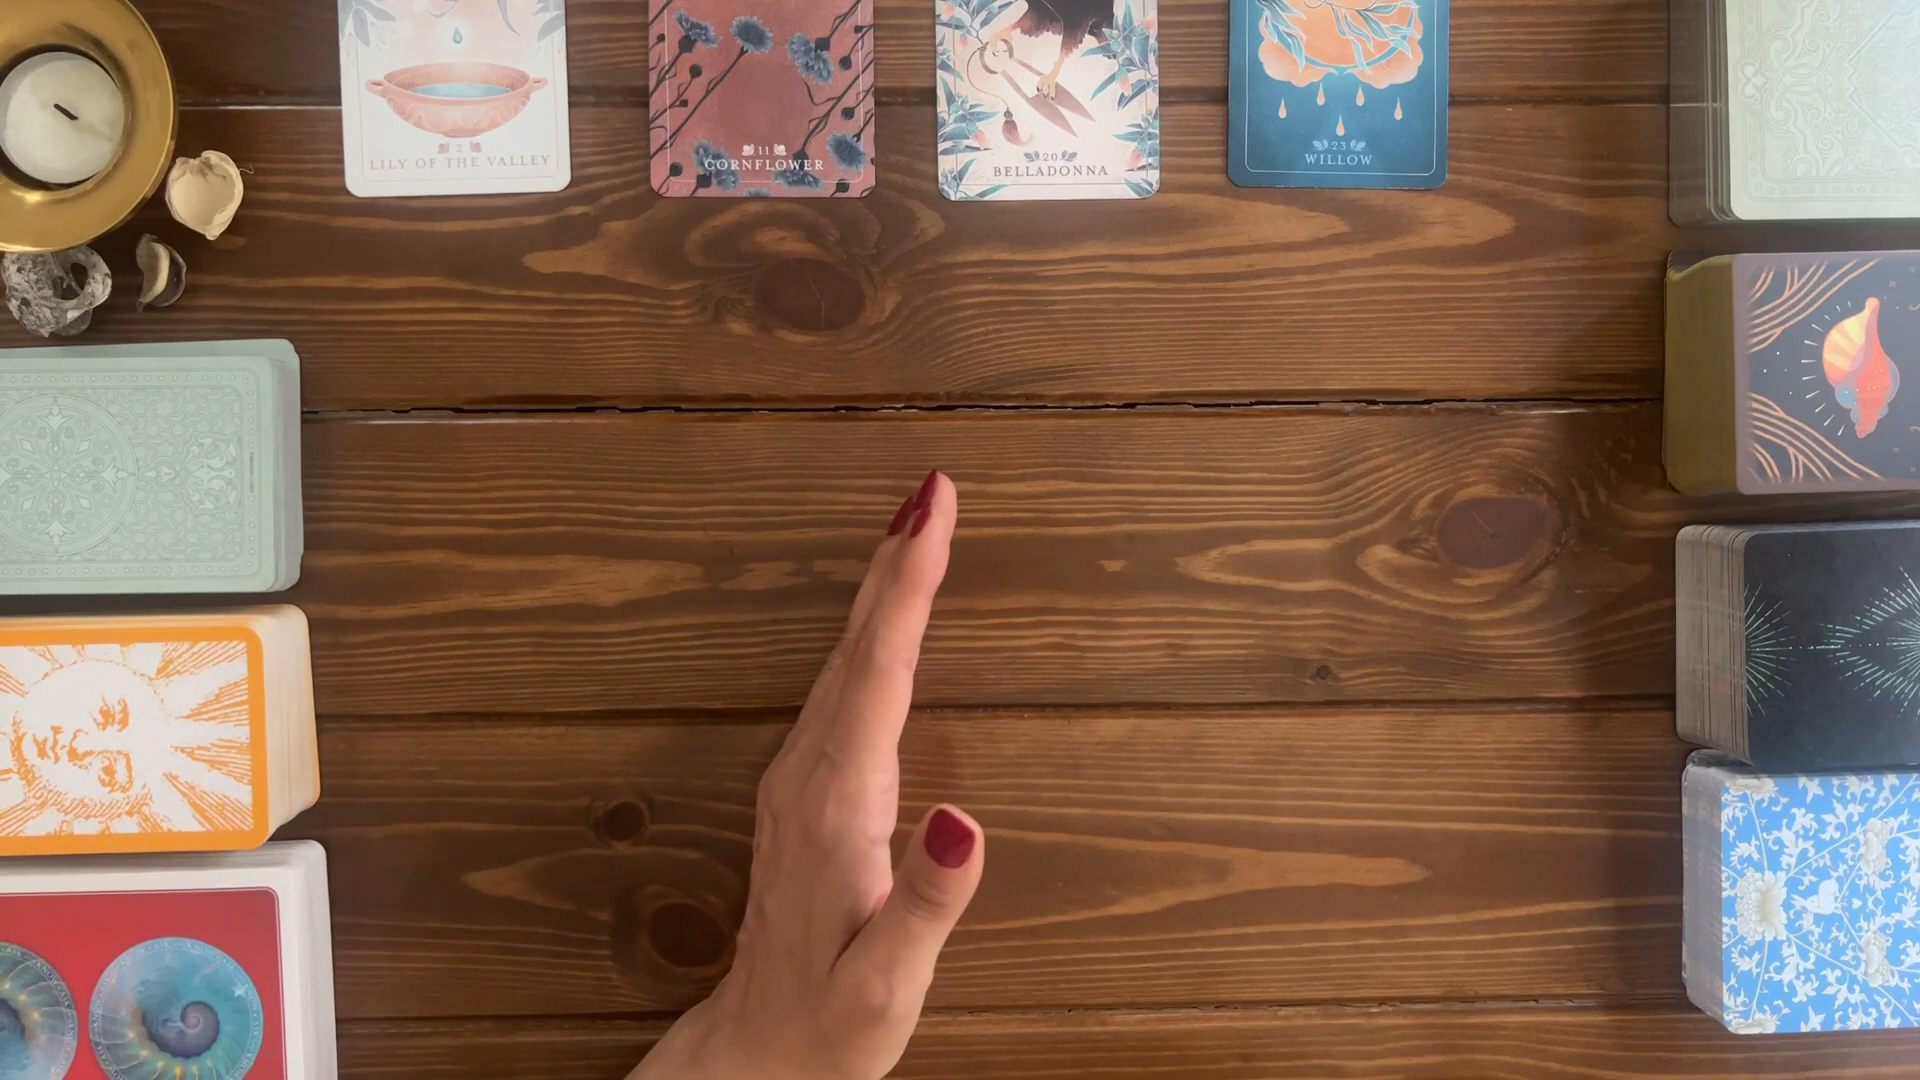 2
LILY OF THE VALLEY
11
CORNFLOWER
20
BELLADONNA
23
WILLOW